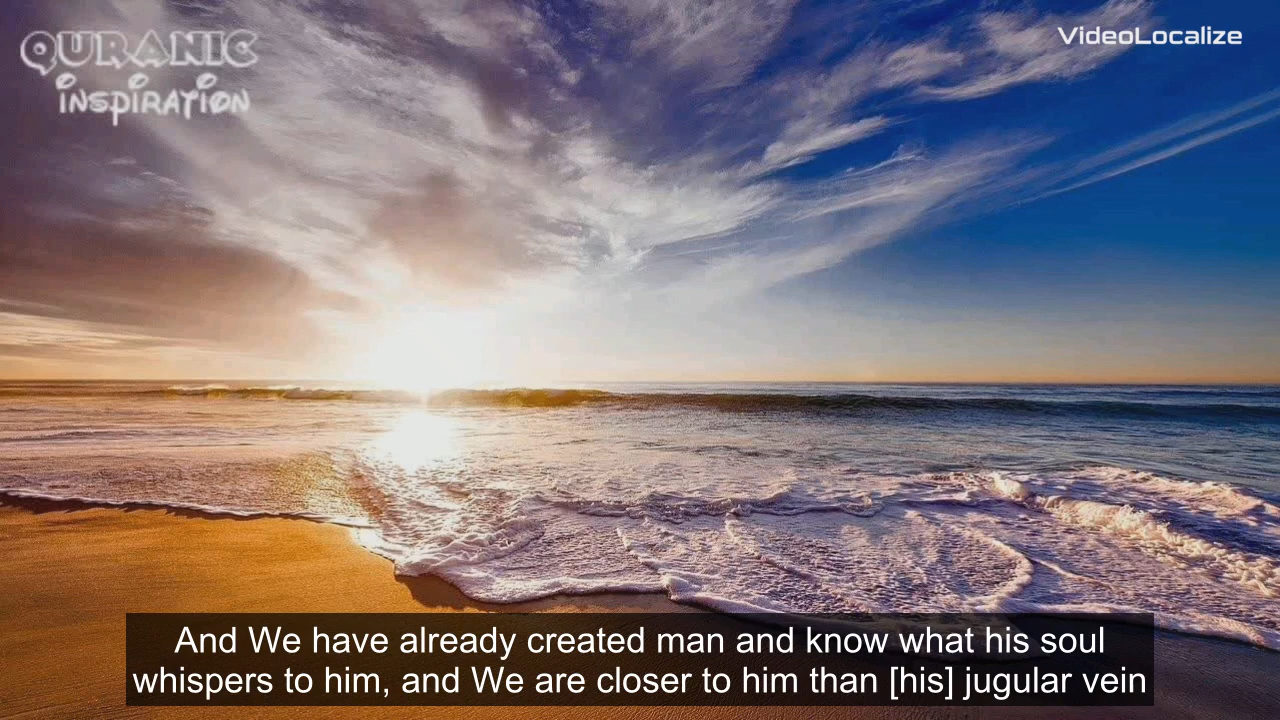 QURANIC
INSPIRATION
VideoLocalize
And We have already created man and know what his soul
whispers to him, and We are closer to him than [his] jugular vein